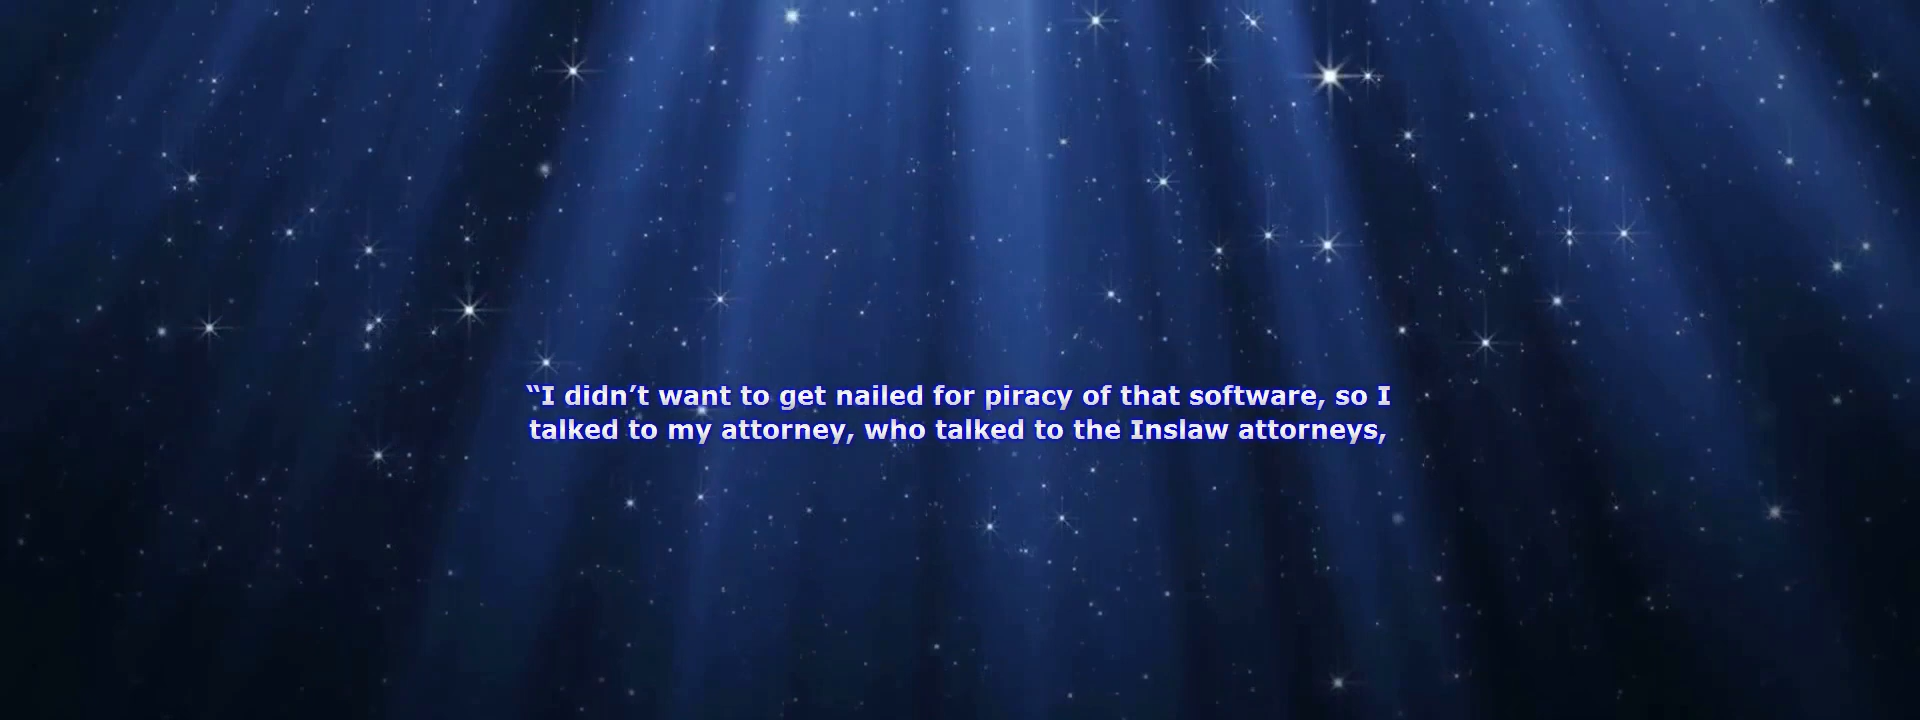 “I didn’t want to get nailed for piracy of that software, so I
talked to my attorney, who talked to the Inslaw attorneys,